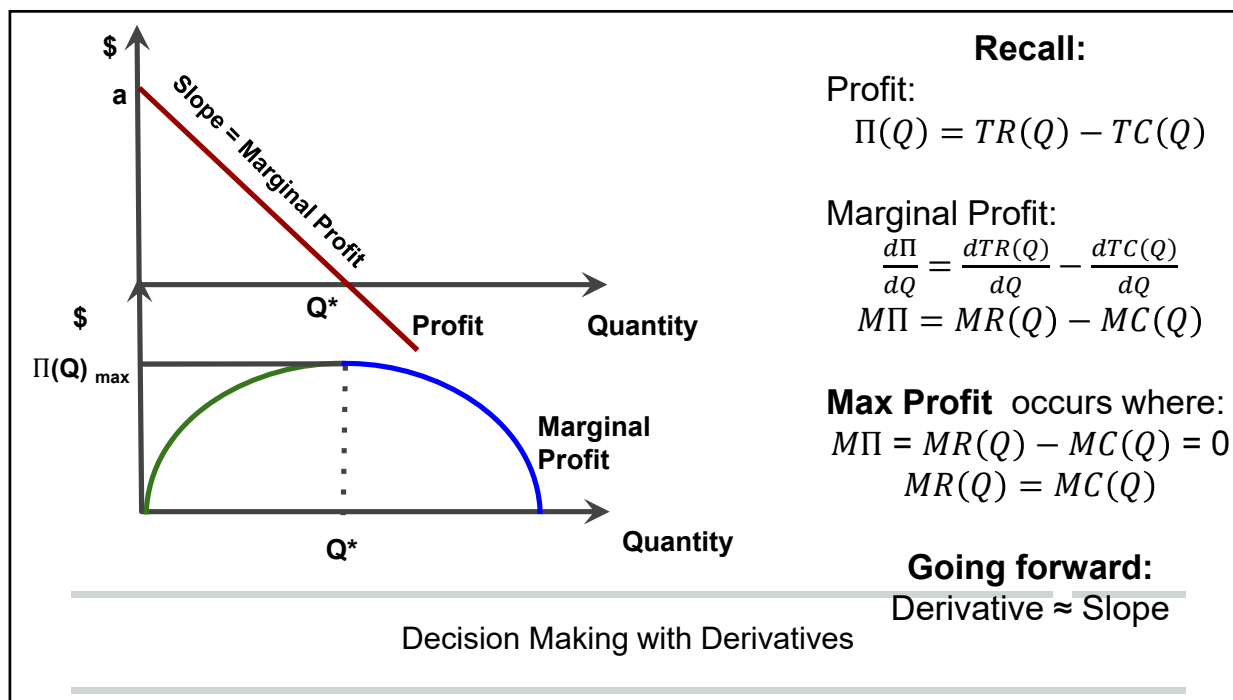 $
a
Slope = Marginal Profit
Q*
Profit
Quantity
$
Π(Q) max
Marginal
Profit
Q*
Quantity
Recall:
Profit:
Π(Q) = TR(Q) − TC(Q)
Marginal Profit:
dΠ/dQ = dTR(Q)/dQ − dTC(Q)/dQ
MΠ = MR(Q) − MC(Q)
Max Profit occurs where:
MΠ = MR(Q) − MC(Q) = 0
MR(Q) = MC(Q)
Going forward:
Derivative ≈ Slope
Decision Making with Derivatives